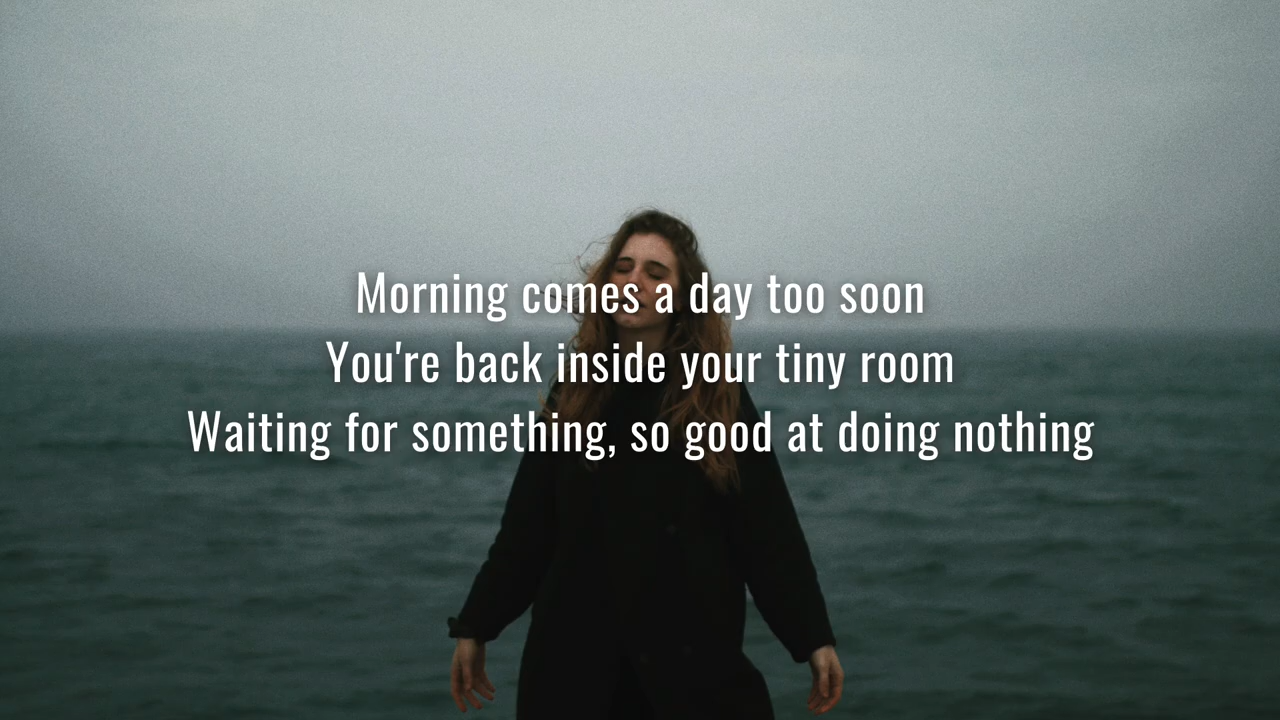 Morning comes a day too soon
You're back inside your tiny room
Waiting for something, so good at doing nothing